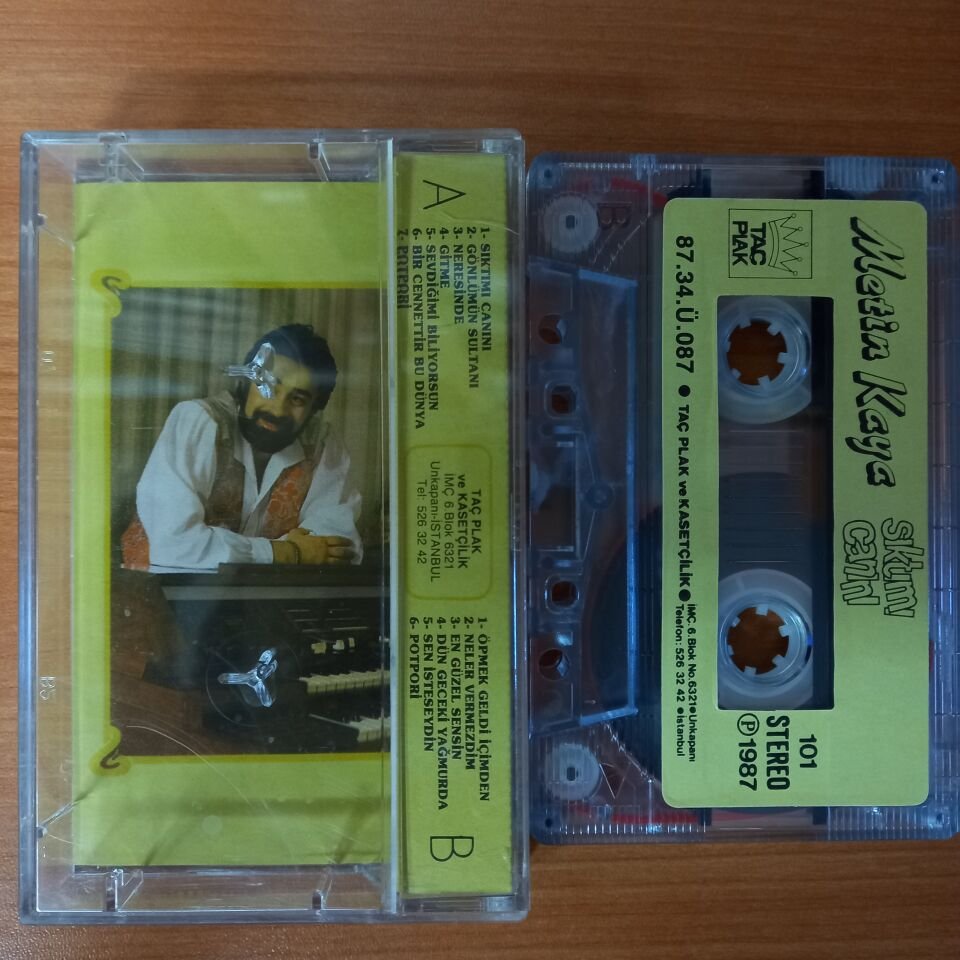 A
1- SIKTIMI CANINI
2- GÖNLÜMÜN SULTANI
3- NERESİNDE
4- GİTME
5- SEVDİĞİMİ BİLİYORSUN
6- BİR CENNETTİR BU DÜNYA
7- POTPORİ
TAÇ PLAK
ve KASETÇİLİK
İMÇ 6. Blok 6321
Unkapanı-İSTANBUL
Tel: 526 32 42
1- ÖPMEK GELDİ İÇİMDEN
2- NELER VERMEZDİM
3- EN GÜZEL SENSİN
4- DÜN GECEKİ YAĞMURDA
5- SEN İSTESEYDİN
6- POTPORİ
B
B
Metin Kaya
Sıktımı
Canını
TAÇ
PLAK
101
STEREO
℗1987
87.34.Ü.087 ● TAÇ PLAK ve KASETÇİLİK ●
İMÇ. 6. Blok No.6321●Unkapanı
Telefon: 526 32 42 ●İstanbul